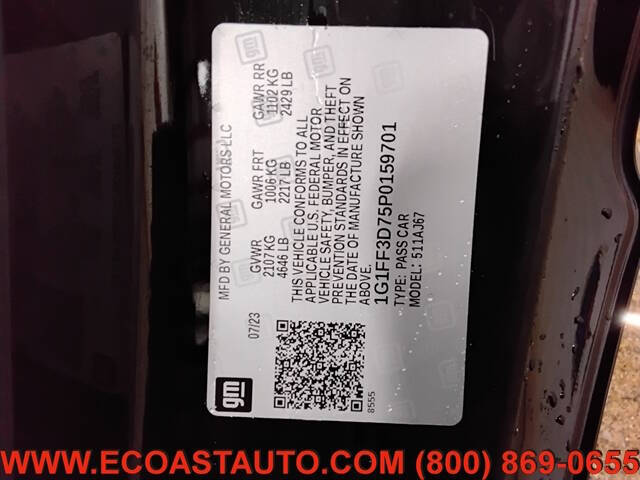 MFD BY GENERAL MOTORS LLC
07/23
GVWR GAWR FRT GAWR RR
2107 KG 1006 KG 1102 KG
4646 LB 2217 LB 2429 LB
THIS VEHICLE CONFORMS TO ALL
APPLICABLE U.S. FEDERAL MOTOR
VEHICLE SAFETY, BUMPER, AND THEFT
PREVENTION STANDARDS IN EFFECT ON
THE DATE OF MANUFACTURE SHOWN
ABOVE.
1G1FF3D75P0159701
TYPE: PASS CAR
MODEL: 511AJ67
gm
8555
WWW.ECOASTAUTO.COM (800) 869-0655